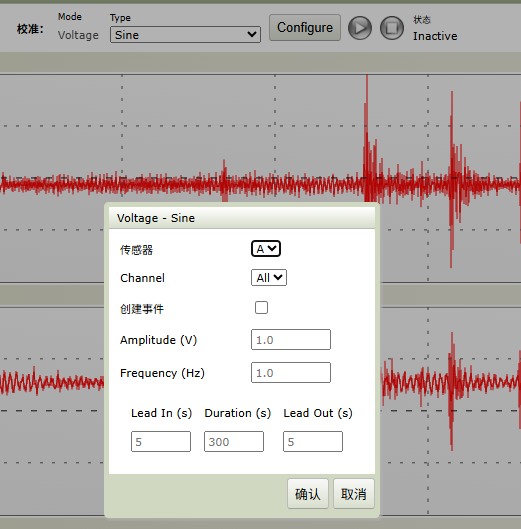 校准:
Mode
Voltage
Type
Sine
Configure
状态
Inactive
Voltage - Sine
传感器
A
Channel
All
创建事件
Amplitude (V)
1.0
Frequency (Hz)
1.0
Lead In (s) Duration (s) Lead Out (s)
5 300 5
确认 取消